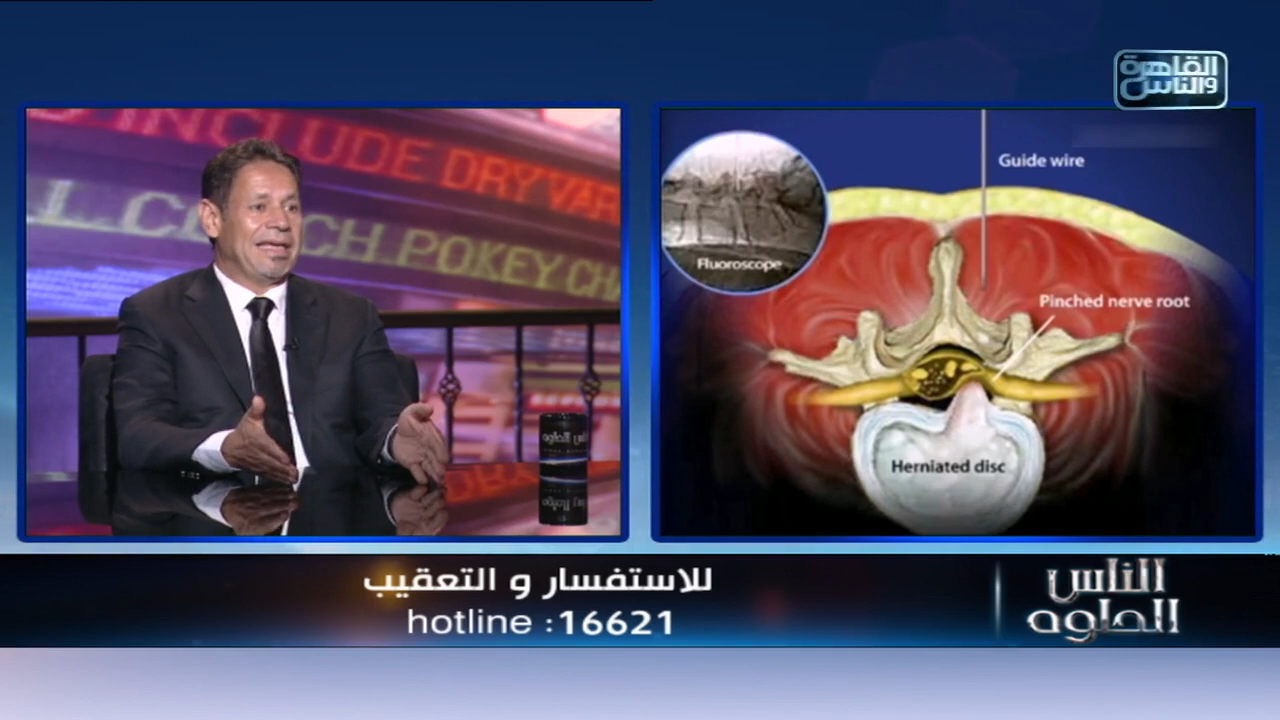 القاهرة
والناس
INCLUDE DRY VAR
L.C. CH POKEY CH
Guide wire
Fluoroscope
Pinched nerve root
Herniated disc
للاستفسار و التعقيب
hotline :16621
الناس
الحلوه